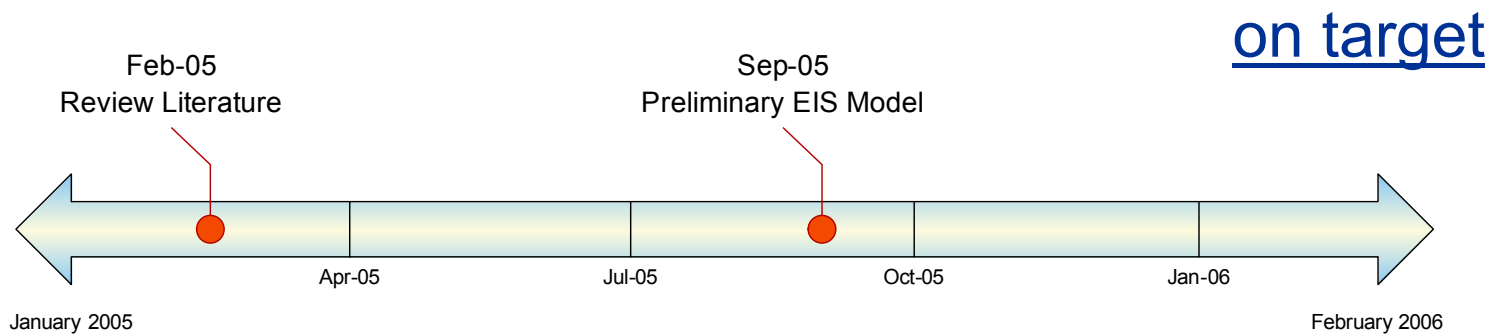 on target
Feb-05
Review Literature
Sep-05
Preliminary EIS Model
Apr-05
Jul-05
Oct-05
Jan-06
January 2005
February 2006